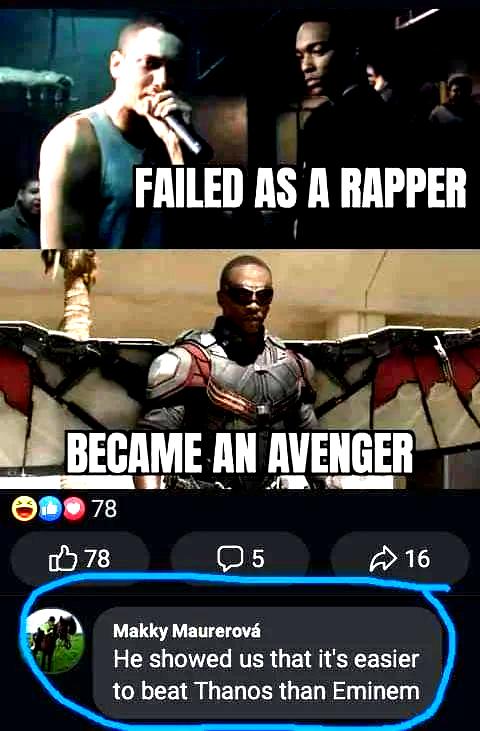 FAILED AS A RAPPER
BECAME AN AVENGER
78
78 5 16
Makky Maurerová
He showed us that it's easier
to beat Thanos than Eminem